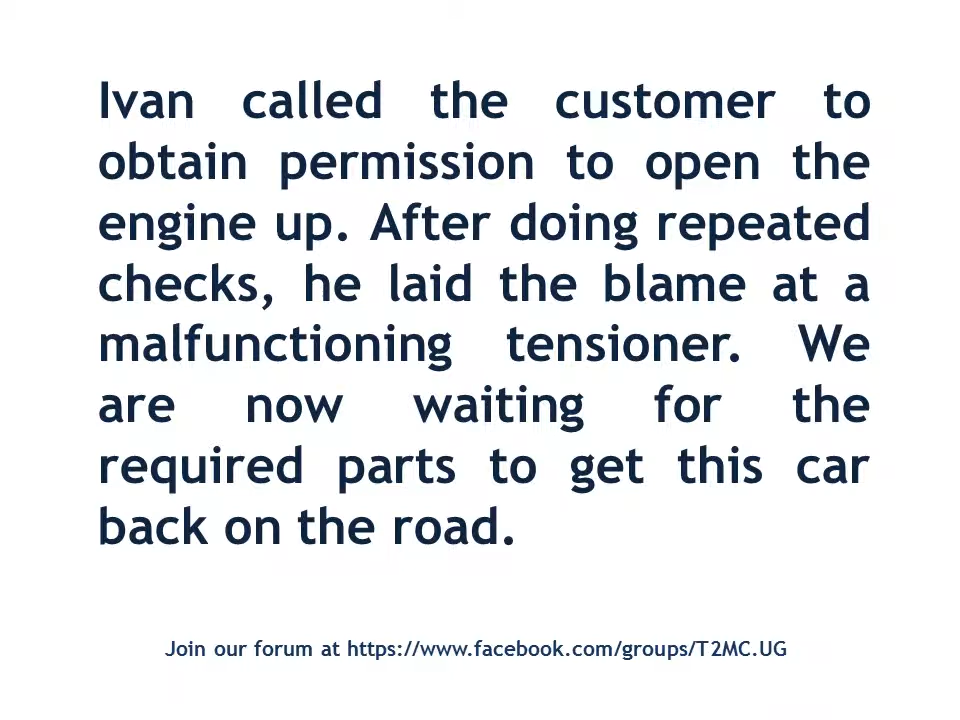 Ivan called the customer to
obtain permission to open the
engine up. After doing repeated
checks, he laid the blame at a
malfunctioning tensioner. We
are now waiting for the
required parts to get this car
back on the road.
Join our forum at https://www.facebook.com/groups/T2MC.UG